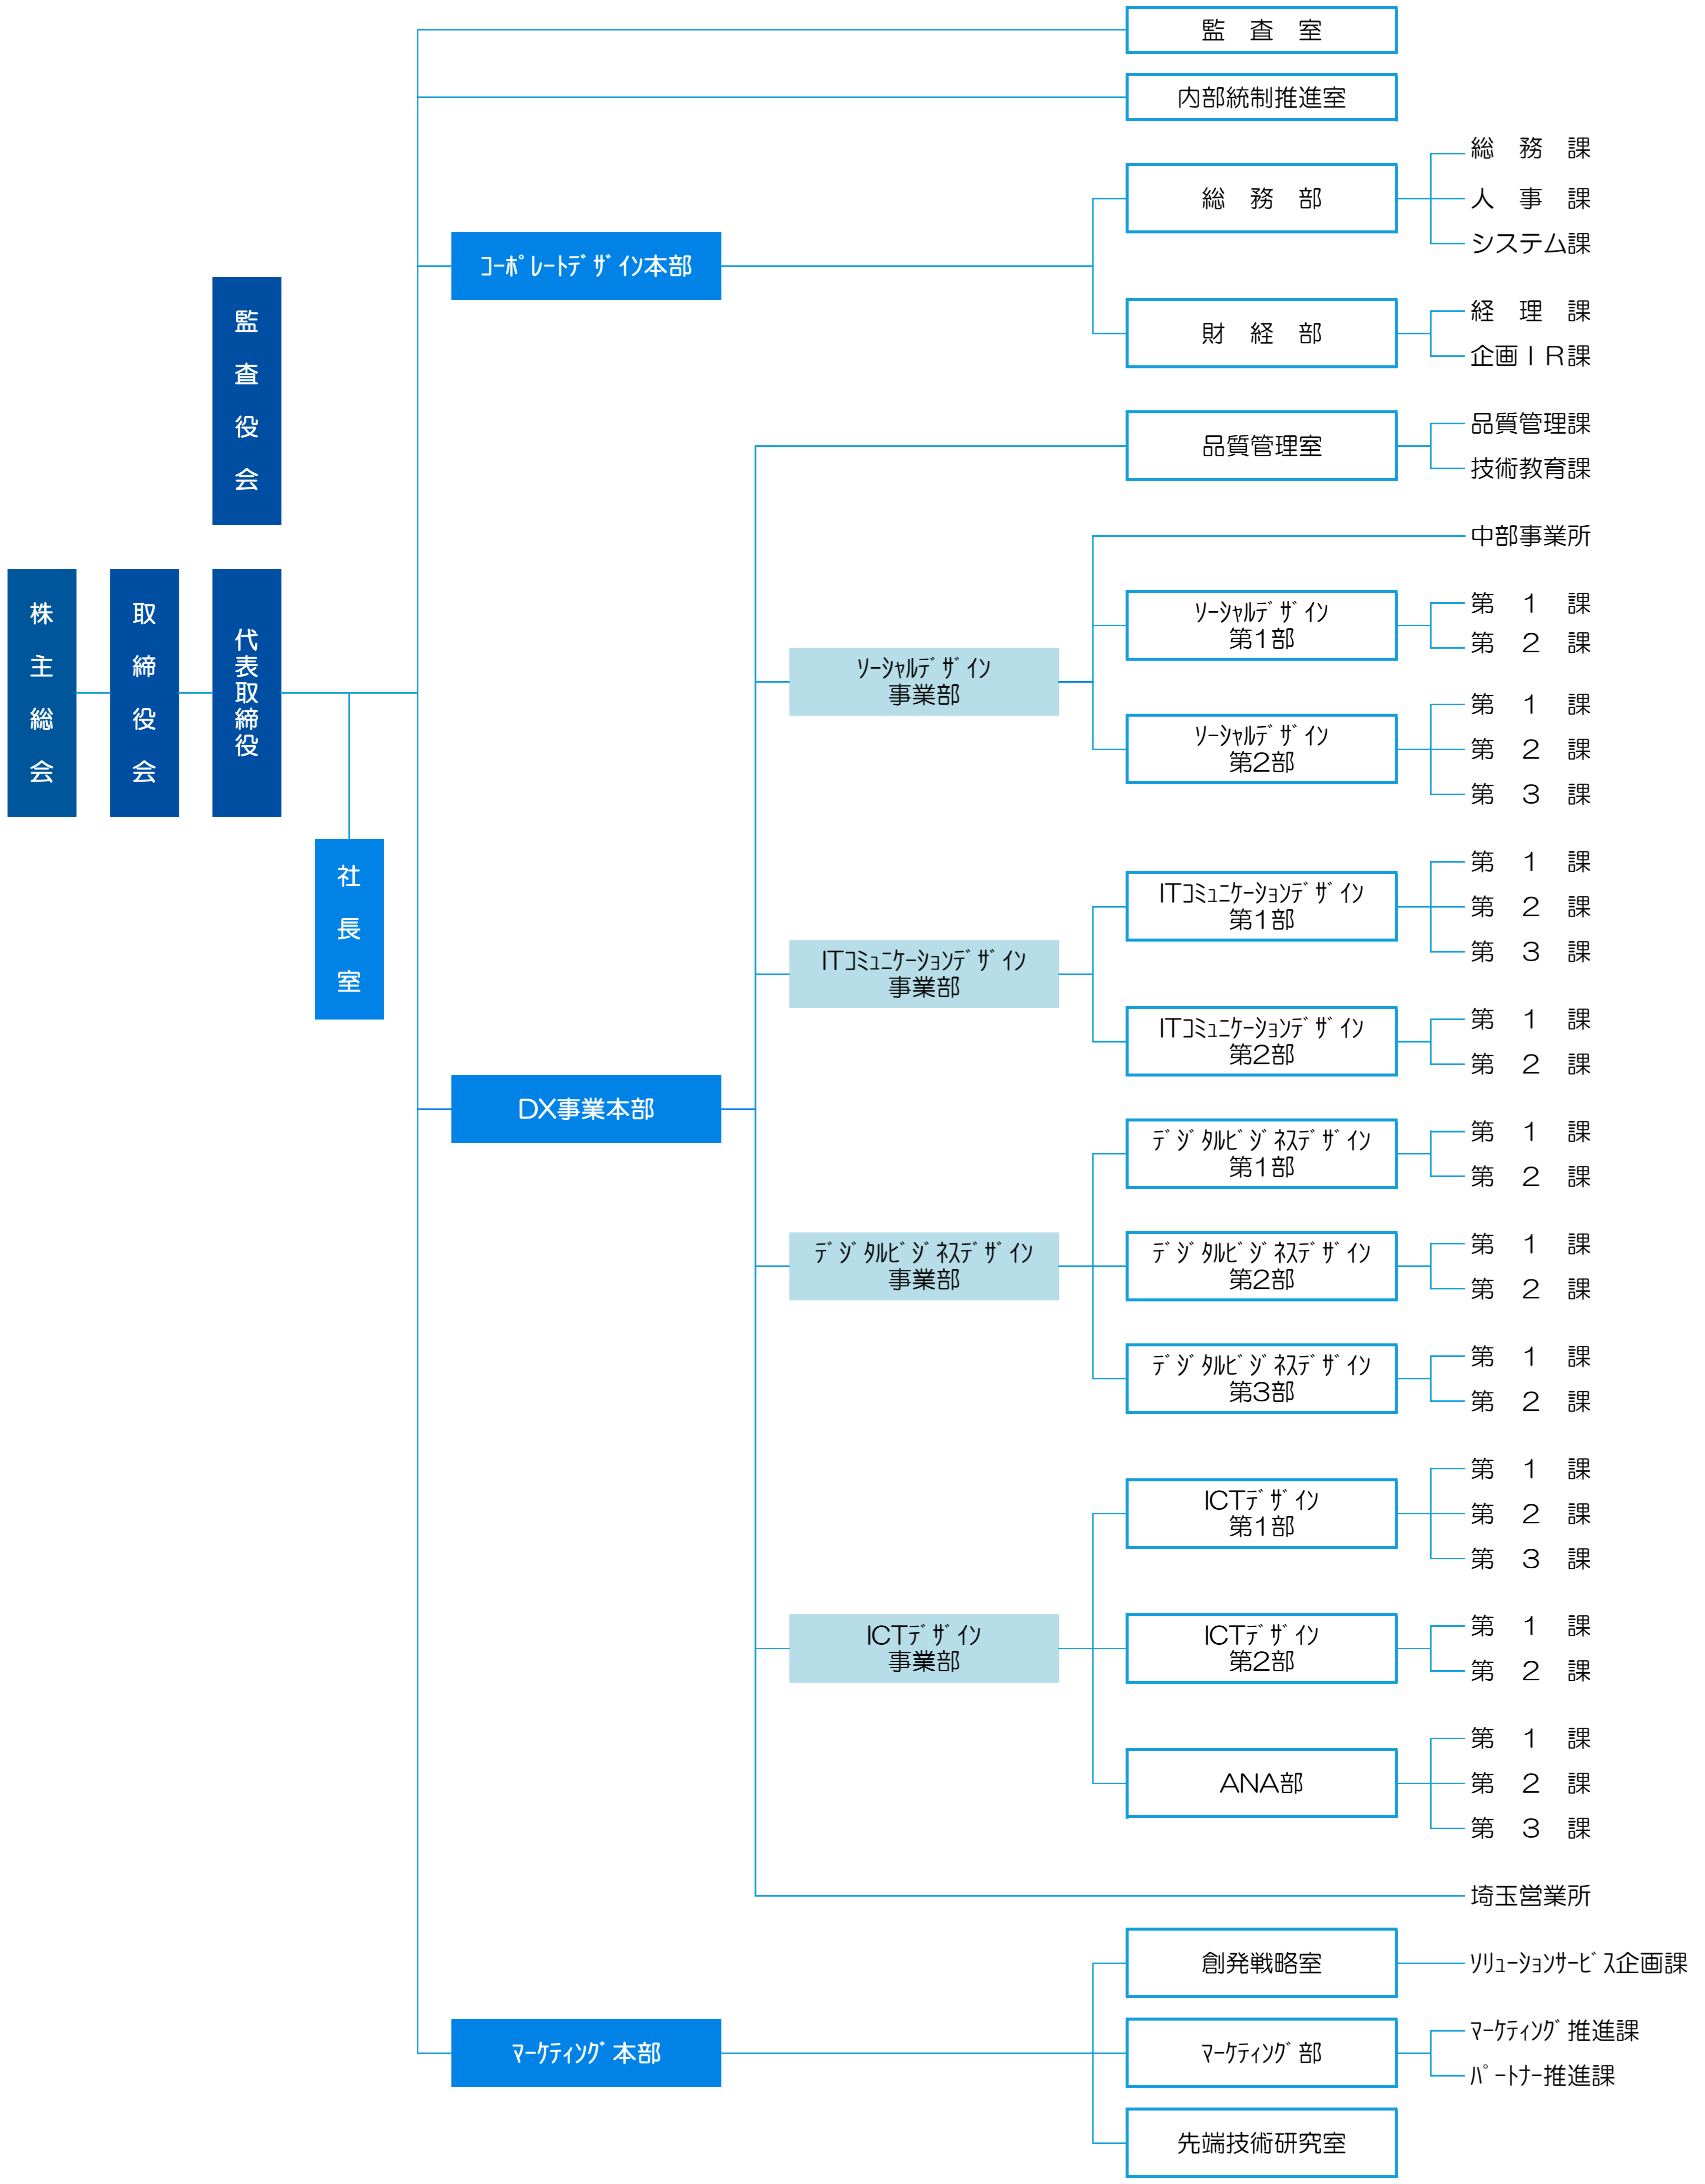 監　査　室
内部統制推進室
総　務　課
総　務　部
人　事　課
システム課
ｺｰﾎﾟﾚｰﾄﾃﾞｻﾞｲﾝ本部
経　理　課
財　経　部
企画ＩＲ課
監査役会
品質管理課
品質管理室
技術教育課
中部事業所
株主総会
取締役会
代表取締役
社長室
ｿｰｼｬﾙﾃﾞｻﾞｲﾝ
事業部
ｿｰｼｬﾙﾃﾞｻﾞｲﾝ
第1部
第　１　課
第　２　課
ｿｰｼｬﾙﾃﾞｻﾞｲﾝ
第2部
第　１　課
第　２　課
第　３　課
ITｺﾐｭﾆｹｰｼｮﾝﾃﾞｻﾞｲﾝ
事業部
ITｺﾐｭﾆｹｰｼｮﾝﾃﾞｻﾞｲﾝ
第1部
第　１　課
第　２　課
第　３　課
ITｺﾐｭﾆｹｰｼｮﾝﾃﾞｻﾞｲﾝ
第2部
第　１　課
第　２　課
DX事業本部
ﾃﾞｼﾞﾀﾙﾋﾞｼﾞﾈｽﾃﾞｻﾞｲﾝ
事業部
ﾃﾞｼﾞﾀﾙﾋﾞｼﾞﾈｽﾃﾞｻﾞｲﾝ
第1部
第　１　課
第　２　課
ﾃﾞｼﾞﾀﾙﾋﾞｼﾞﾈｽﾃﾞｻﾞｲﾝ
第2部
第　１　課
第　２　課
ﾃﾞｼﾞﾀﾙﾋﾞｼﾞﾈｽﾃﾞｻﾞｲﾝ
第3部
第　１　課
第　２　課
ICTﾃﾞｻﾞｲﾝ
事業部
ICTﾃﾞｻﾞｲﾝ
第1部
第　１　課
第　２　課
第　３　課
ICTﾃﾞｻﾞｲﾝ
第2部
第　１　課
第　２　課
ANA部
第　１　課
第　２　課
第　３　課
埼玉営業所
ﾏｰｹﾃｨﾝｸﾞ本部
創発戦略室
ｿﾘｭｰｼｮﾝｻｰﾋﾞｽ企画課
ﾏｰｹﾃｨﾝｸﾞ部
ﾏｰｹﾃｨﾝｸﾞ推進課
ﾊﾟｰﾄﾅｰ推進課
先端技術研究室